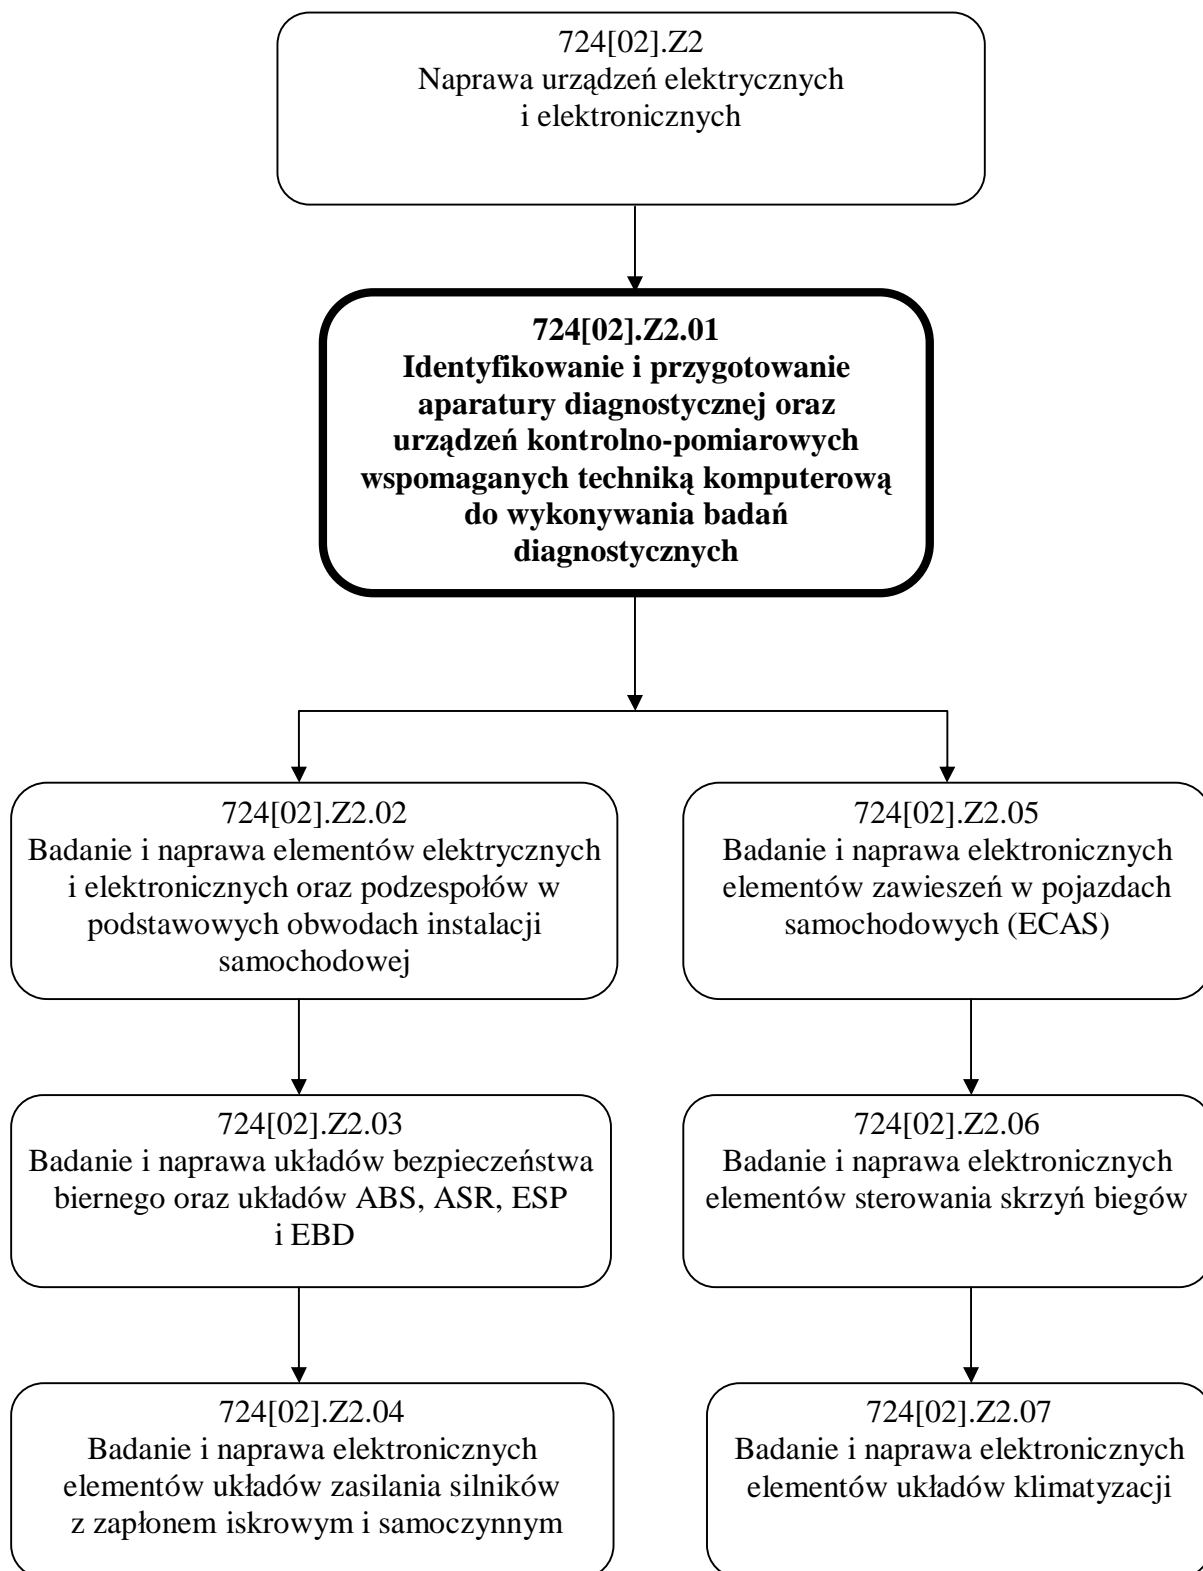 724[02].Z2
Naprawa urządzeń elektrycznych
i elektronicznych
724[02].Z2.01
Identyfikowanie i przygotowanie
aparatury diagnostycznej oraz
urządzeń kontrolno-pomiarowych
wspomaganych techniką komputerową
do wykonywania badań
diagnostycznych
724[02].Z2.02
Badanie i naprawa elementów elektrycznych
i elektronicznych oraz podzespołów w
podstawowych obwodach instalacji
samochodowej
724[02].Z2.05
Badanie i naprawa elektronicznych
elementów zawieszeń w pojazdach
samochodowych (ECAS)
724[02].Z2.03
Badanie i naprawa układów bezpieczeństwa
biernego oraz układów ABS, ASR, ESP
i EBD
724[02].Z2.06
Badanie i naprawa elektronicznych
elementów sterowania skrzyń biegów
724[02].Z2.04
Badanie i naprawa elektronicznych
elementów układów zasilania silników
z zapłonem iskrowym i samoczynnym
724[02].Z2.07
Badanie i naprawa elektronicznych
elementów układów klimatyzacji